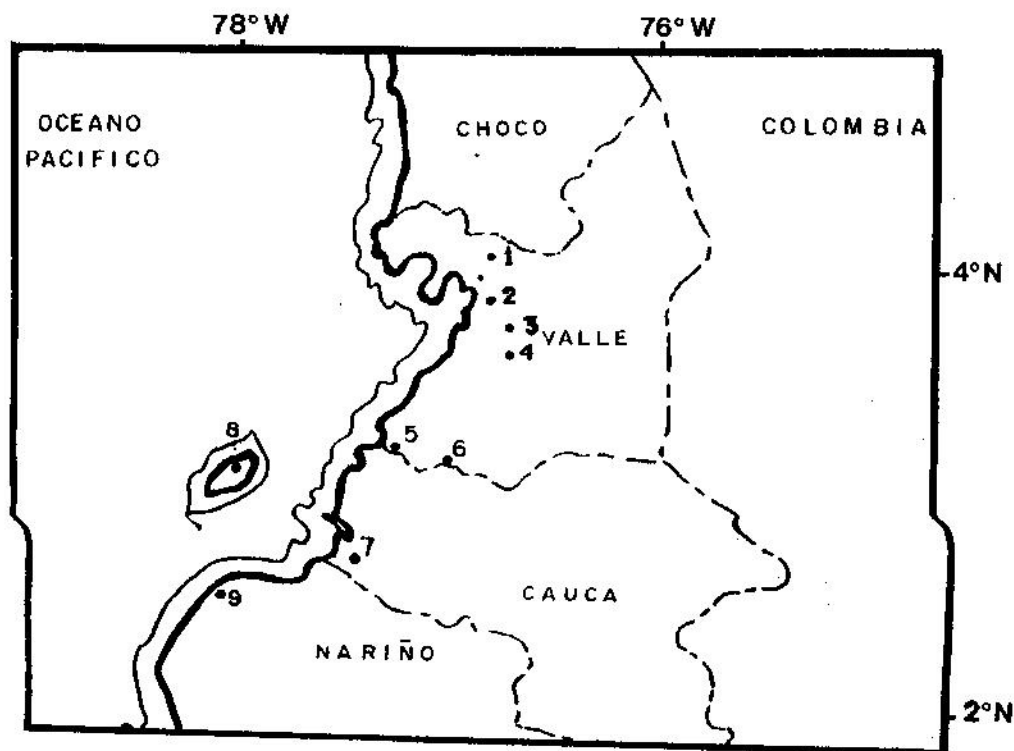 78° W
76° W
OCEANO
PACIFICO
CHOCO
COLOMBIA
1
4°N
2
3
VALLE
4
5
6
8
7
9
CAUCA
NARIÑO
2°N